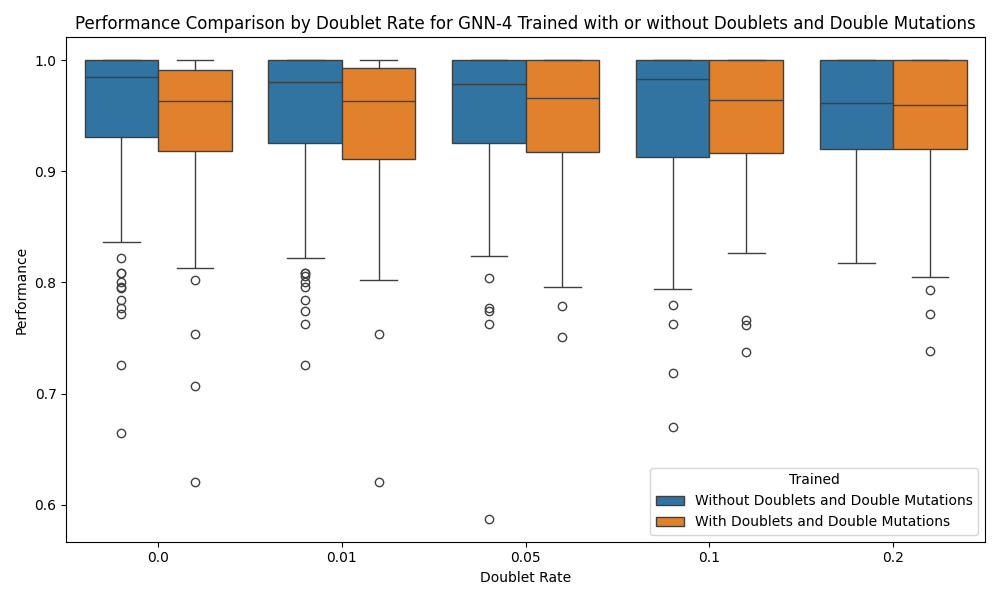 Performance Comparison by Doublet Rate for GNN-4 Trained with or without Doublets and Double Mutations
1.0
0.9
0.8
0.7
0.6
Performance
0.0
0.01
0.05
0.1
0.2
Doublet Rate
Trained
Without Doublets and Double Mutations
With Doublets and Double Mutations